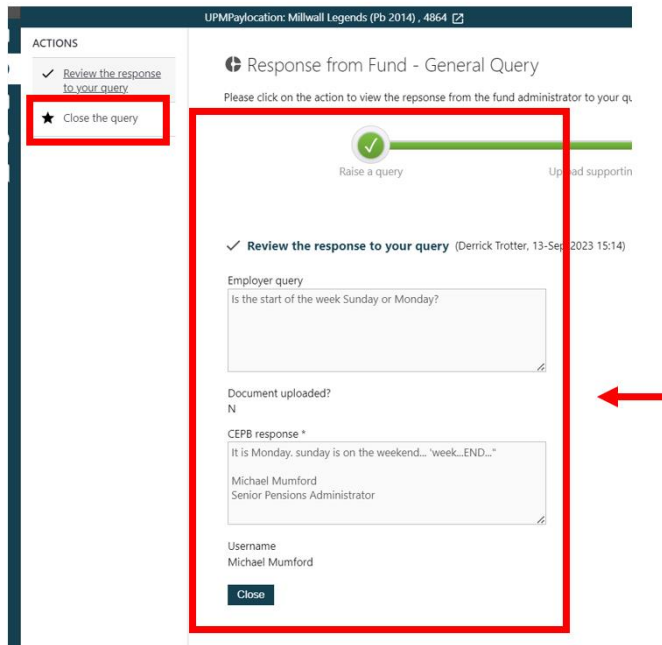 UPMPaylocation: Millwall Legends (Pb 2014) , 4864
ACTIONS
Review the response
to your query
Close the query
Response from Fund - General Query
Please click on the action to view the repsonse from the fund administrator to your qu
Raise a query
Upload supportin
Review the response to your query (Derrick Trotter, 13-Sep-2023 15:14)
Employer query
Is the start of the week Sunday or Monday?
Document uploaded?
N
CEPB response *
It is Monday. sunday is on the weekend... 'week...END..."
Michael Mumford
Senior Pensions Administrator
Username
Michael Mumford
Close